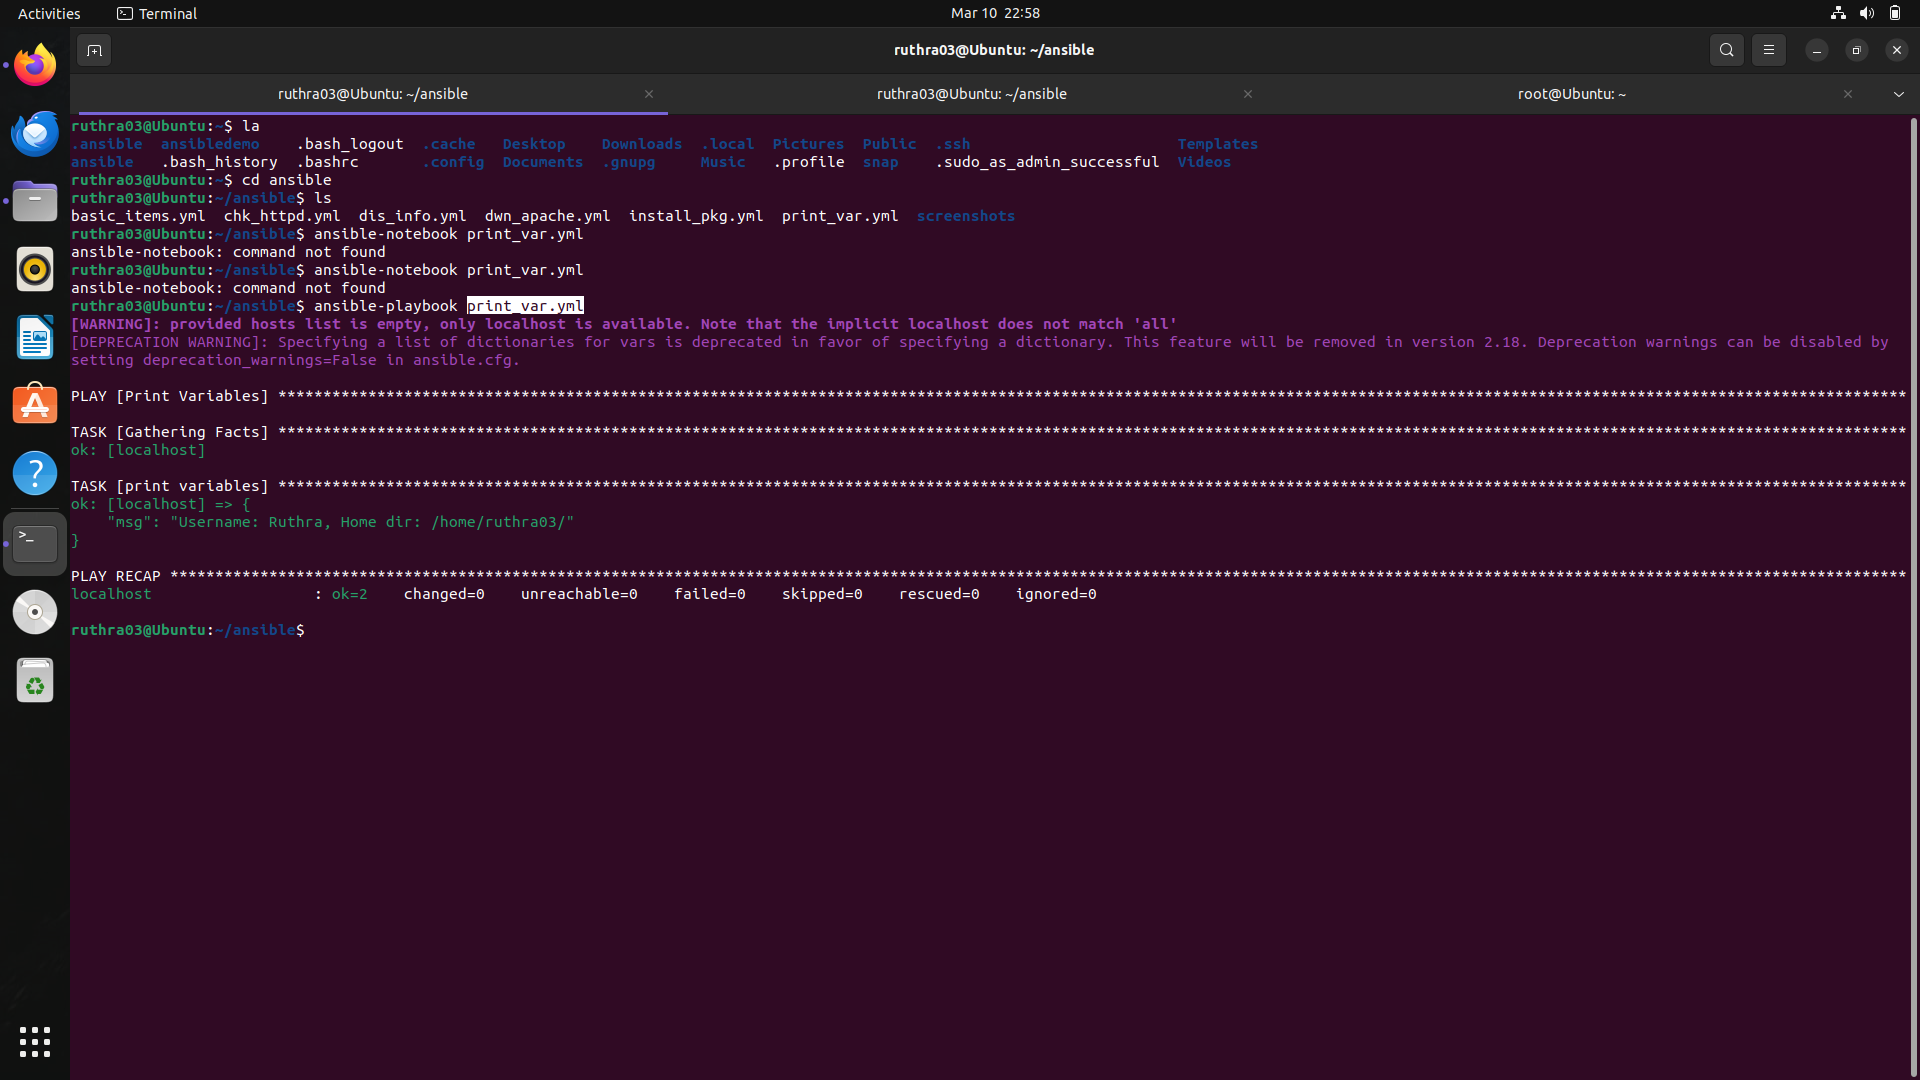 Activities Terminal Mar 10 22:58
ruthra03@Ubuntu: ~/ansible
ruthra03@Ubuntu: ~/ansible ruthra03@Ubuntu: ~/ansible root@Ubuntu: ~
ruthra03@Ubuntu:~$ la
.ansible ansibledemo .bash_logout .cache Desktop Downloads .local Pictures Public .ssh Templates
ansible .bash_history .bashrc .config Documents .gnupg Music .profile snap .sudo_as_admin_successful Videos
ruthra03@Ubuntu:~$ cd ansible
ruthra03@Ubuntu:~/ansible$ ls
basic_items.yml chk_httpd.yml dis_info.yml dwn_apache.yml install_pkg.yml print_var.yml screenshots
ruthra03@Ubuntu:~/ansible$ ansible-notebook print_var.yml
ansible-notebook: command not found
ruthra03@Ubuntu:~/ansible$ ansible-notebook print_var.yml
ansible-notebook: command not found
ruthra03@Ubuntu:~/ansible$ ansible-playbook print_var.yml
[WARNING]: provided hosts list is empty, only localhost is available. Note that the implicit localhost does not match 'all'
[DEPRECATION WARNING]: Specifying a list of dictionaries for vars is deprecated in favor of specifying a dictionary. This feature will be removed in version 2.18. Deprecation warnings can be disabled by
setting deprecation_warnings=False in ansible.cfg.
PLAY [Print Variables] *************************************************************************************************************************************************************************************
TASK [Gathering Facts] *************************************************************************************************************************************************************************************
ok: [localhost]
TASK [print variables] *************************************************************************************************************************************************************************************
ok: [localhost] => {
"msg": "Username: Ruthra, Home dir: /home/ruthra03/"
}
PLAY RECAP *************************************************************************************************************************************************************************************************
localhost : ok=2 changed=0 unreachable=0 failed=0 skipped=0 rescued=0 ignored=0
ruthra03@Ubuntu:~/ansible$